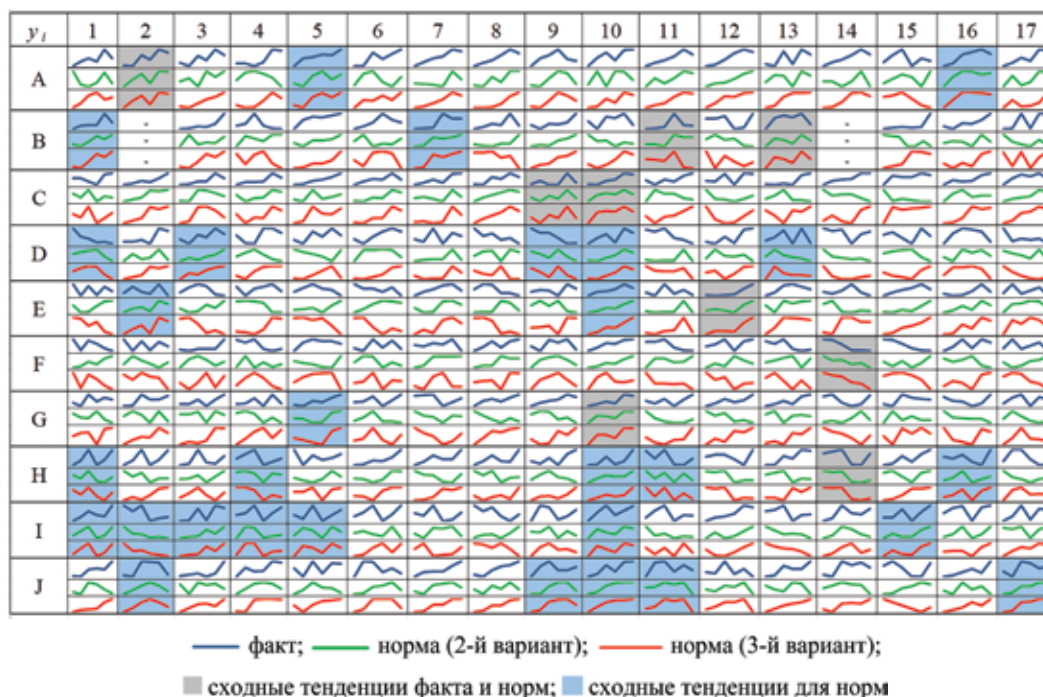 y i 1 2 3 4 5 6 7 8 9 10 11 12 13 14 15 16 17
A
B - -
- -
- -
C
D
E
F
G
H
I
J
факт; норма (2-й вариант); норма (3-й вариант);
сходные тенденции факта и норм; сходные тенденции для норм